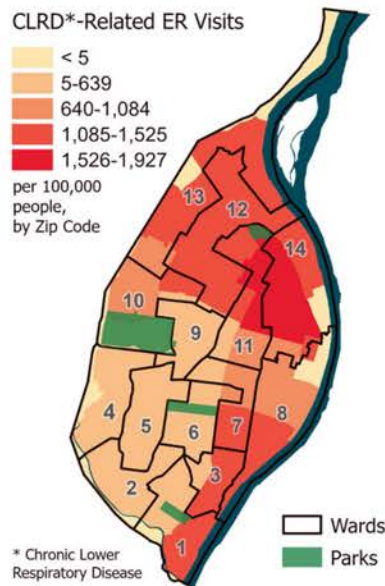 CLRD*-Related ER Visits
< 5
5-639
640-1,084
1,085-1,525
1,526-1,927
per 100,000
people,
by Zip Code
13
12
14
10
9
11
4
5
6
7
8
2
3
1
Wards
Parks
* Chronic Lower
Respiratory Disease